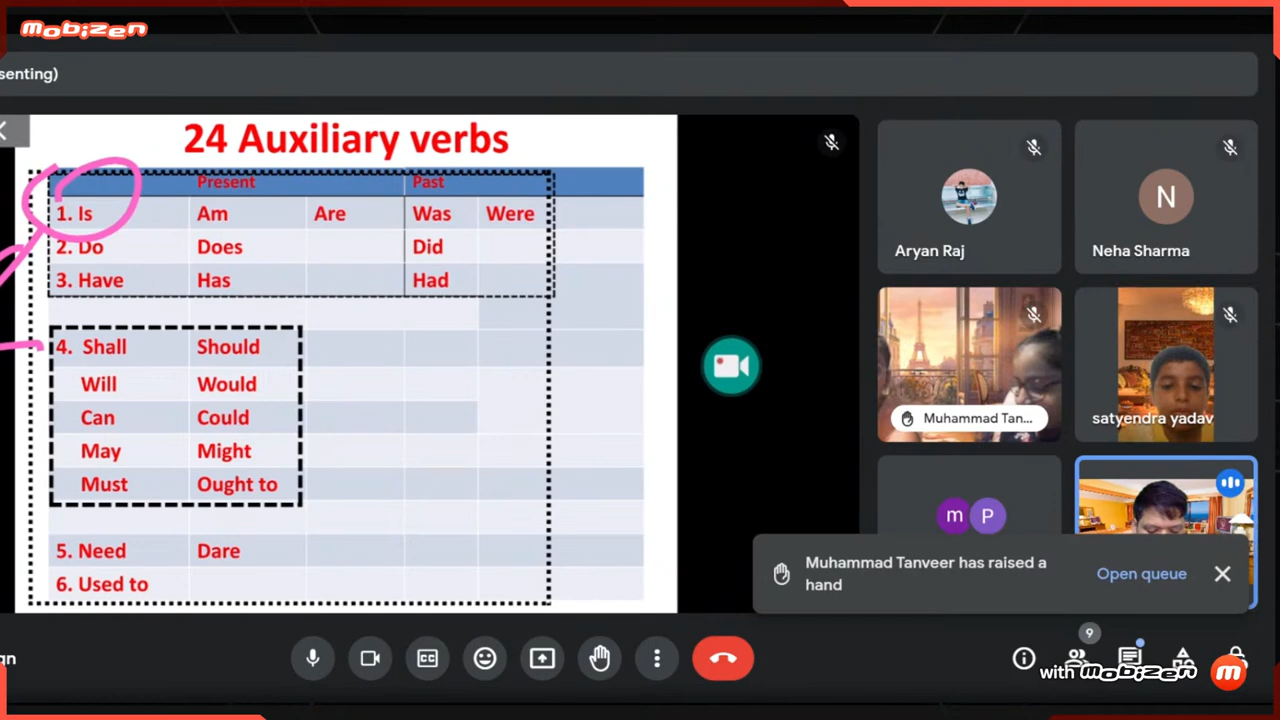 mobizen
senting)
24 Auxiliary verbs
Present Past
1. Is Am Are Was Were
2. Do Does Did
3. Have Has Had
4. Shall Should
Will Would
Can Could
May Might
Must Ought to
5. Need Dare
6. Used to
Aryan Raj
N
Neha Sharma
Muhammad Tan...
satyendra yadav
m P
Muhammad Tanveer has raised a
hand
Open queue
CC
9
gn
with mobizen m